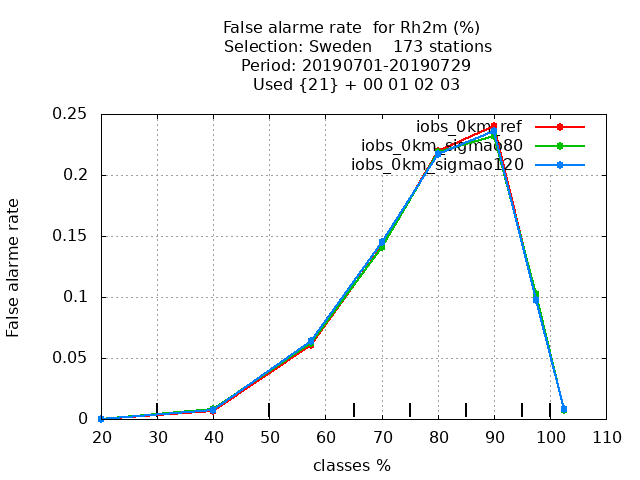 False alarme rate  for Rh2m (%)
Selection: Sweden    173 stations
Period: 20190701-20190729
Used {21} + 00 01 02 03
0.25
0.2
0.15
0.1
0.05
0
False alarme rate
iobs_0km_ref
iobs_0km_sigmao80
iobs_0km_sigmao120
20 30 40 50 60 70 80 90 100 110
classes %